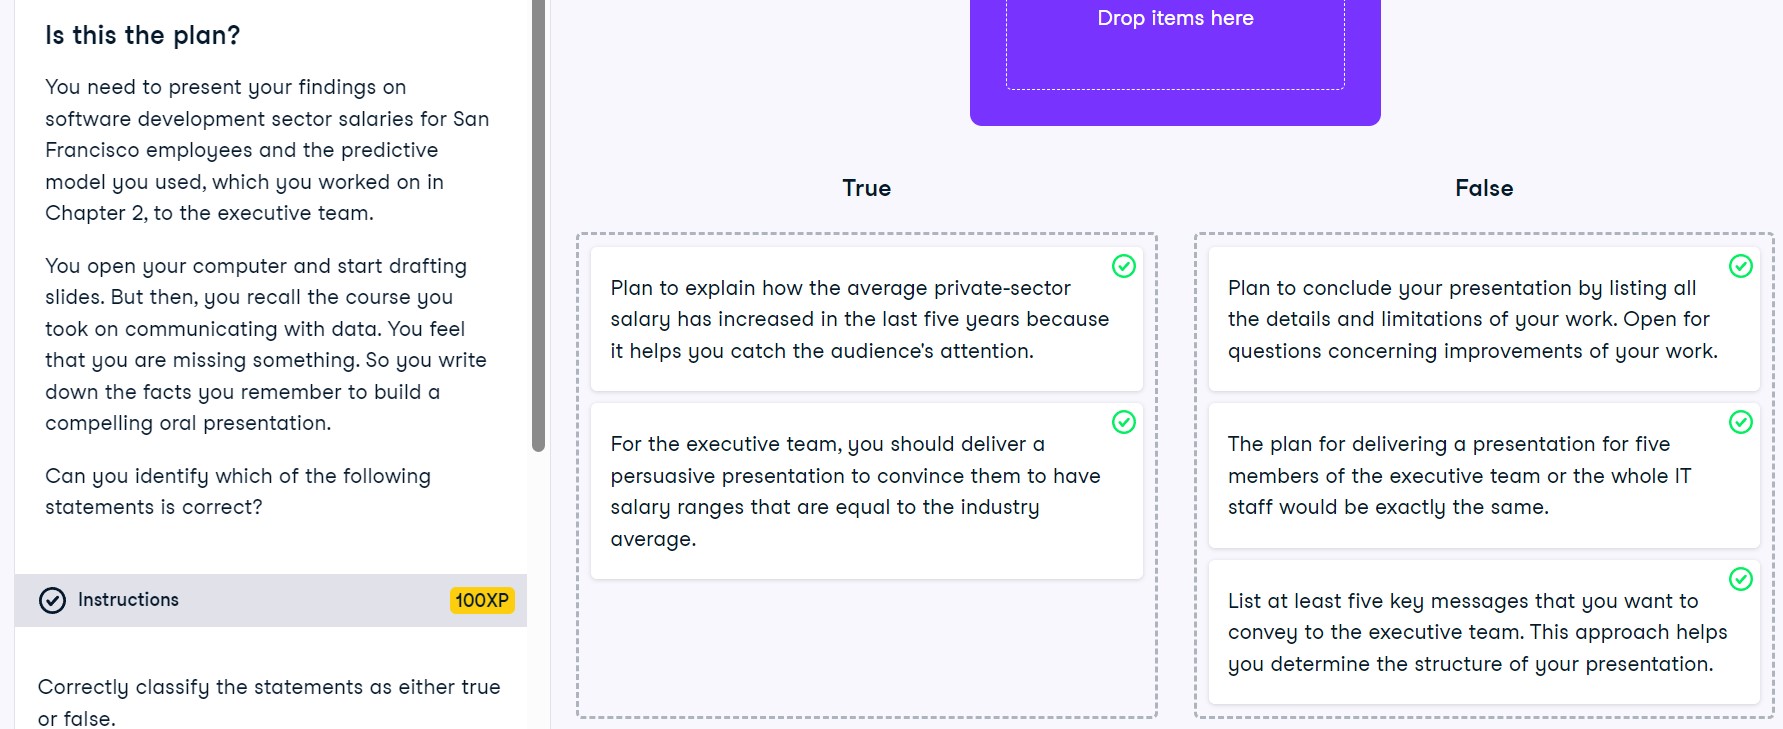 Is this the plan?
You need to present your findings on
software development sector salaries for San
Francisco employees and the predictive
model you used, which you worked on in
Chapter 2, to the executive team.
You open your computer and start drafting
slides. But then, you recall the course you
took on communicating with data. You feel
that you are missing something. So you write
down the facts you remember to build a
compelling oral presentation.
Can you identify which of the following
statements is correct?
Instructions
100XP
Correctly classify the statements as either true
or false.
Drop items here
True
Plan to explain how the average private-sector
salary has increased in the last five years because
it helps you catch the audience's attention.
For the executive team, you should deliver a
persuasive presentation to convince them to have
salary ranges that are equal to the industry
average.
False
Plan to conclude your presentation by listing all
the details and limitations of your work. Open for
questions concerning improvements of your work.
The plan for delivering a presentation for five
members of the executive team or the whole IT
staff would be exactly the same.
List at least five key messages that you want to
convey to the executive team. This approach helps
you determine the structure of your presentation.